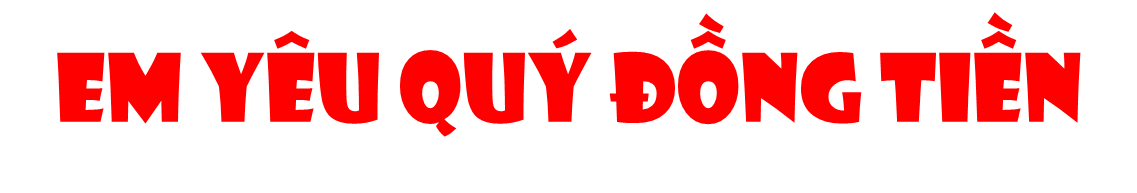 EM YÊU QUÝ ĐỒNG TIỀN